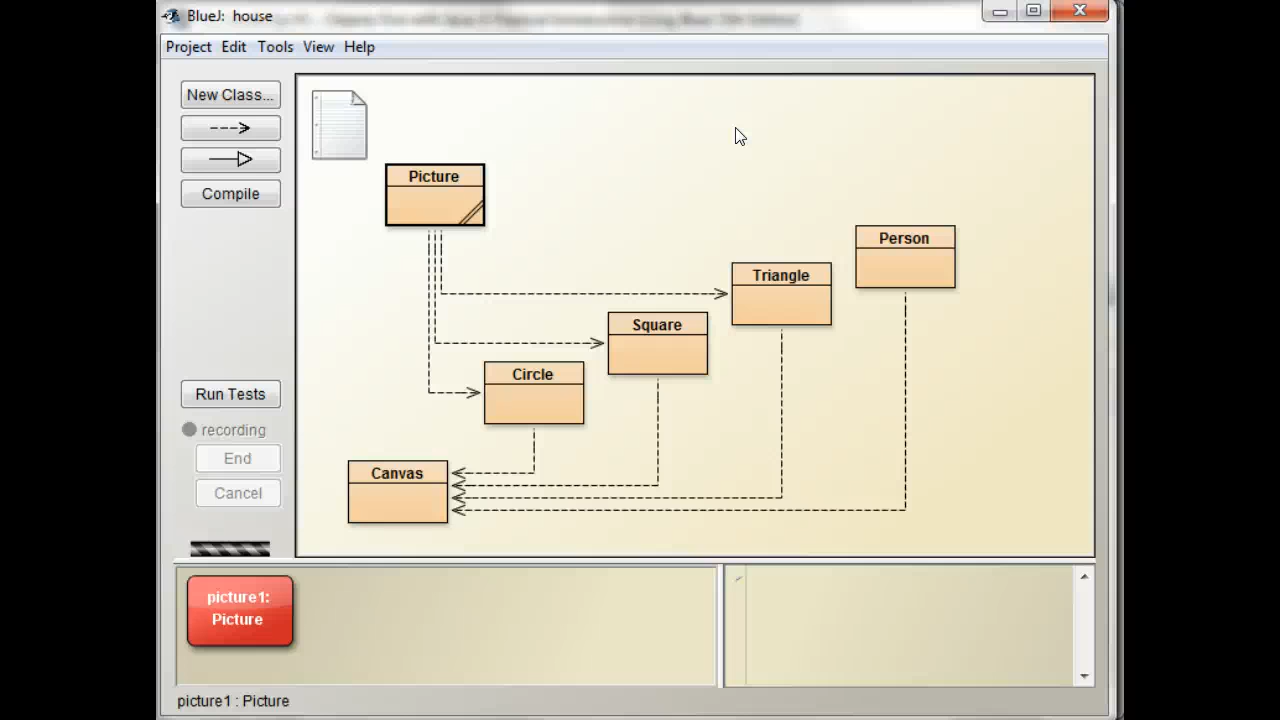 BlueJ: house
Project Edit Tools View Help
New Class...
Compile
Run Tests
recording
End
Cancel
Picture
Person
Triangle
Square
Circle
Canvas
picture1:
Picture
picture1 : Picture